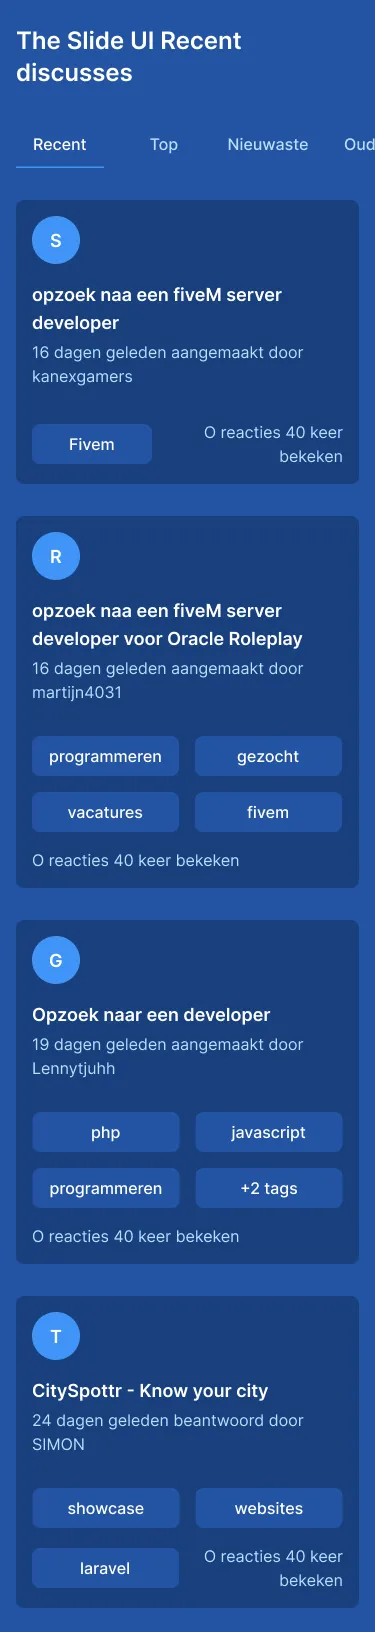 The Slide UI Recent
discusses
Recent Top Nieuwaste Oud
S
opzoek naa een fiveM server
developer
16 dagen geleden aangemaakt door
kanexgamers
Fivem
O reacties 40 keer
bekeken
R
opzoek naa een fiveM server
developer voor Oracle Roleplay
16 dagen geleden aangemaakt door
martijn4031
programmeren gezocht
vacatures fivem
O reacties 40 keer bekeken
G
Opzoek naar een developer
19 dagen geleden aangemaakt door
Lennytjuhh
php javascript
programmeren +2 tags
O reacties 40 keer bekeken
T
CitySpottr - Know your city
24 dagen geleden beantwoord door
SIMON
showcase websites
laravel
O reacties 40 keer
bekeken